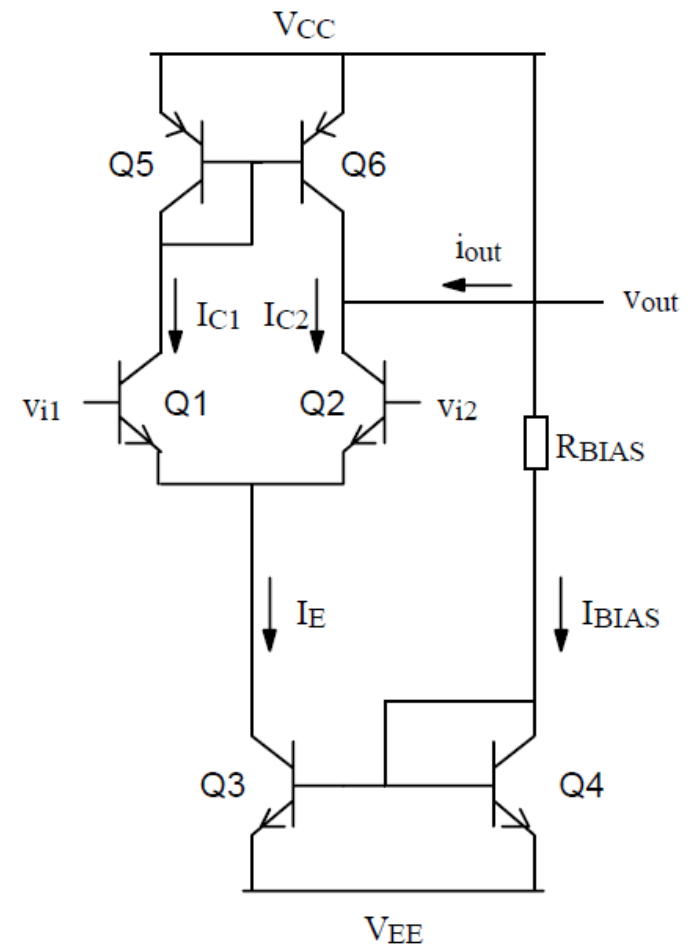 VCC
Q5
Q6
iout
vout
IC1
IC2
vi1
Q1
Q2
vi2
RBIAS
IE
IBIAS
Q3
Q4
VEE